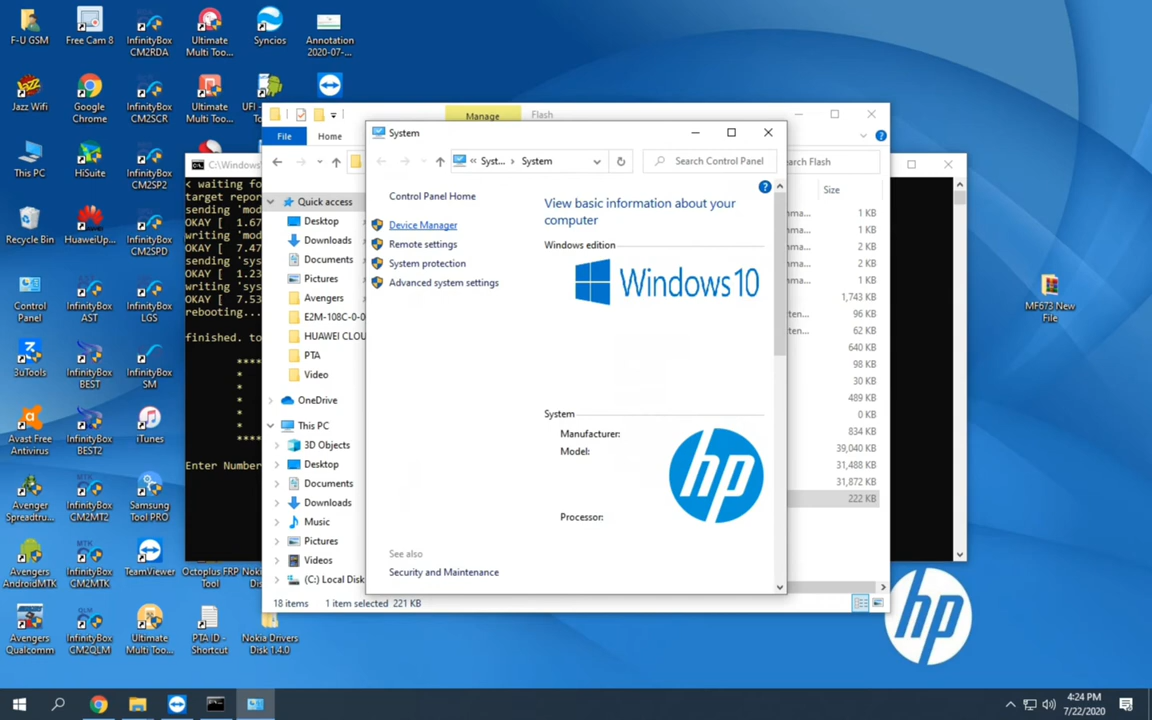 F-U GSM
Free Cam 8
InfinityBox
CM2RDA
Ultimate
Multi Too...
Syncios
Annotation
2020-07-...
Jazz Wifi
Google
Chrome
InfinityBox
CM2SCR
Ultimate
Multi Too...
UFI -
This PC
HiSuite
InfinityBox
CM2SP2
Recycle Bin
HuaweiUp...
InfinityBox
CM2SPD
Control
Panel
InfinityBox
AST
InfinityBox
LGS
3uTools
InfinityBox
BEST
InfinityBox
SM
Avast Free
Antivirus
InfinityBox
BEST2
iTunes
Avenger
Spreadtru...
InfinityBox
CM2MT2
Samsung
Tool PRO
Avengers
AndroidMTK
InfinityBox
CM2MTK
TeamViewer
Octoplus FRP
Tool
Avengers
Qualcomm
InfinityBox
CM2QLM
Ultimate
Multi Too...
PTA ID -
Shortcut
Nokia Drivers
Disk 1.4.0
MF673 New
File
C:\Windows
< waiting fo
target repor
sending 'mod
OKAY [  1.67
writing 'mod
OKAY [  7.47
sending 'sys
OKAY [  1.23
writing 'sys
OKAY [  7.53
rebooting...
finished. to
****
*
*
*
*
****
Enter Number
Manage
Flash
File
Home
Search Flash
Quick access
Desktop
Downloads
Documents
Pictures
Avengers
E2M-108C-0-0
HUAWEI CLOU
PTA
Video
OneDrive
This PC
3D Objects
Desktop
Documents
Downloads
Music
Pictures
Videos
(C:) Local Disk
Size
1 KB
1 KB
2 KB
2 KB
1 KB
1,743 KB
96 KB
62 KB
640 KB
98 KB
30 KB
489 KB
0 KB
834 KB
39,040 KB
31,488 KB
31,872 KB
222 KB
18 items 1 item selected 221 KB
System
« Syst... > System
Search Control Panel
Control Panel Home
Device Manager
Remote settings
System protection
Advanced system settings
See also
Security and Maintenance
View basic information about your
computer
Windows edition
Windows 10
System
Manufacturer:
Model:
Processor:
hp
hp
4:24 PM
7/22/2020